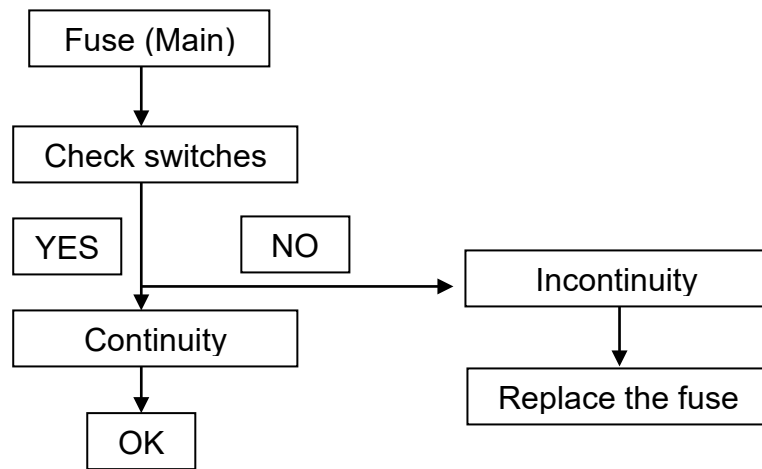 Fuse (Main)
Check switches
YES
NO
Incontinuity
Continuity
Replace the fuse
OK